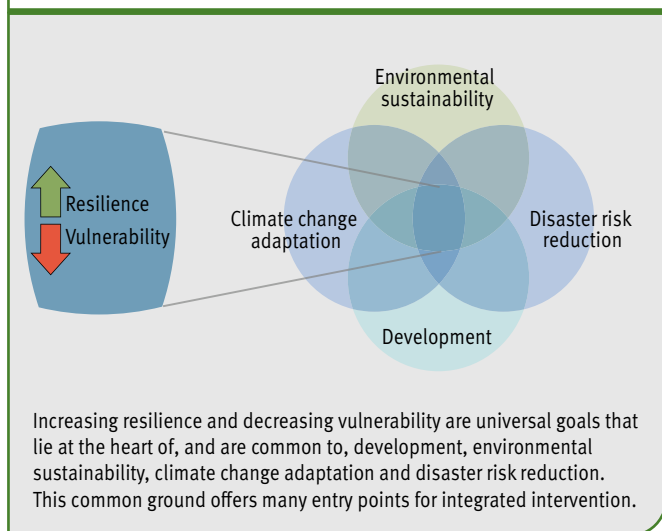 Environmental
sustainability
Resilience
Vulnerability
Climate change
adaptation
Disaster risk
reduction
Development
Increasing resilience and decreasing vulnerability are universal goals that
lie at the heart of, and are common to, development, environmental
sustainability, climate change adaptation and disaster risk reduction.
This common ground offers many entry points for integrated intervention.